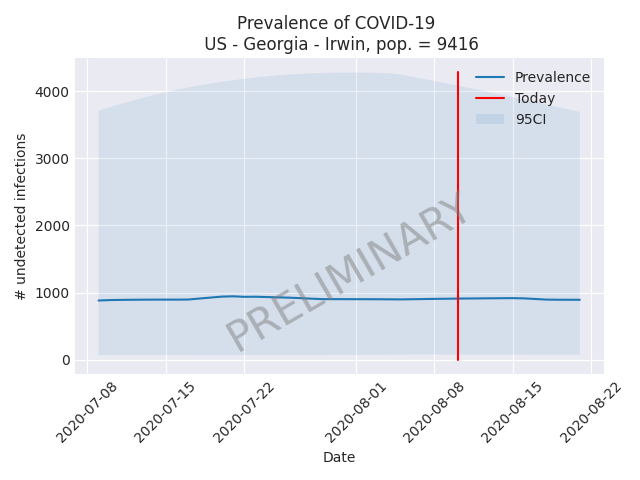 Prevalence of COVID-19
US - Georgia - Irwin, pop. = 9416
Prevalence
Today
95CI
# undetected infections
4000
3000
2000
1000
0
PRELIMINARY
2020-07-08
2020-07-15
2020-07-22
2020-08-01
2020-08-08
2020-08-15
2020-08-22
Date